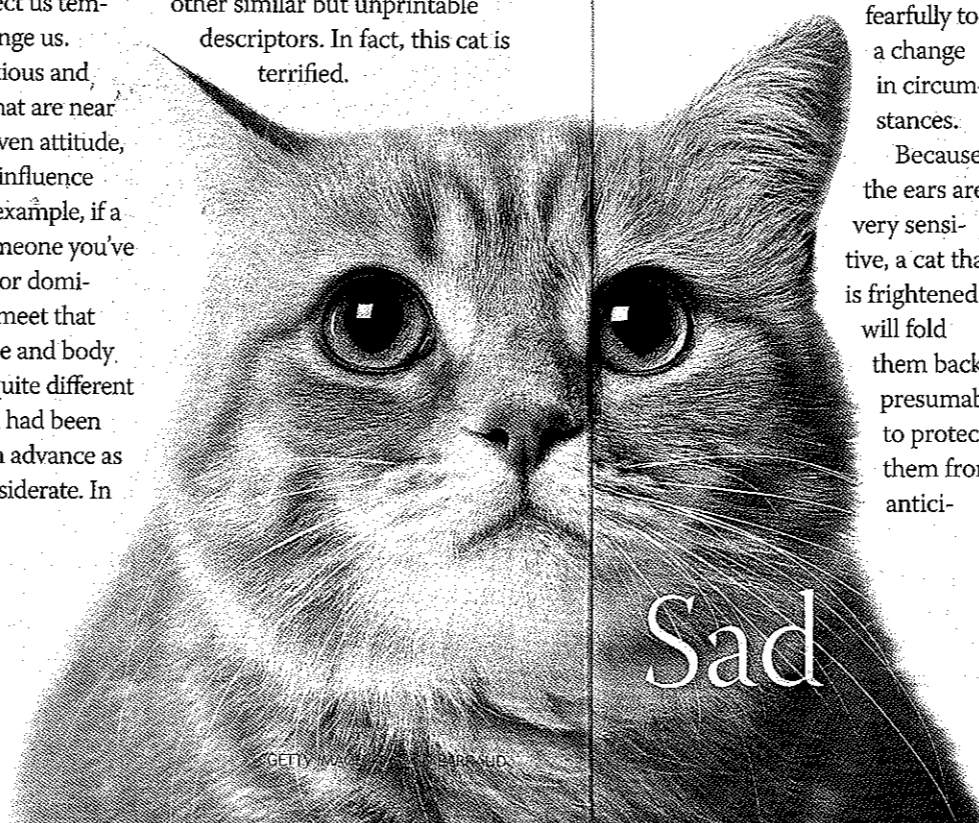 ect us tem-
nge us.
tious and
hat are near
ven attitude,
influence
example, if a
meone you've
or domi-
meet that
e and body
uite different
had been
n advance as
siderate. In
other similar but unprintable
descriptors. In fact, this cat is
terrified.
fearfully to
a change
in circum-
stances.
Because
the ears are
very sensi-
tive, a cat tha
is frightened
will fold
them back
presumab
to protec
them from
antici-
Sad
GETTY